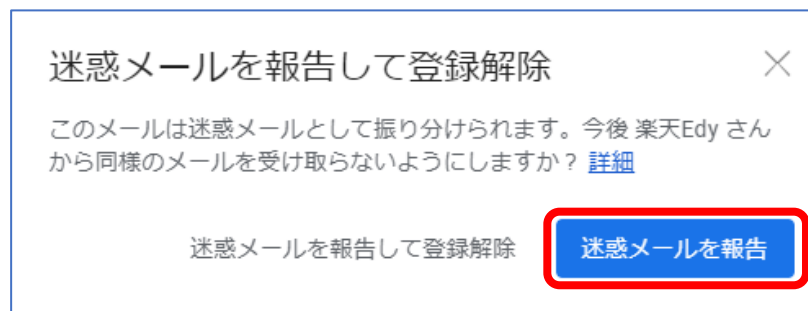 迷惑メールを報告して登録解除
このメールは迷惑メールとして振り分けられます。今後 楽天Edy さん
から同様のメールを受け取らないようにしますか？ 詳細
迷惑メールを報告して登録解除 迷惑メールを報告